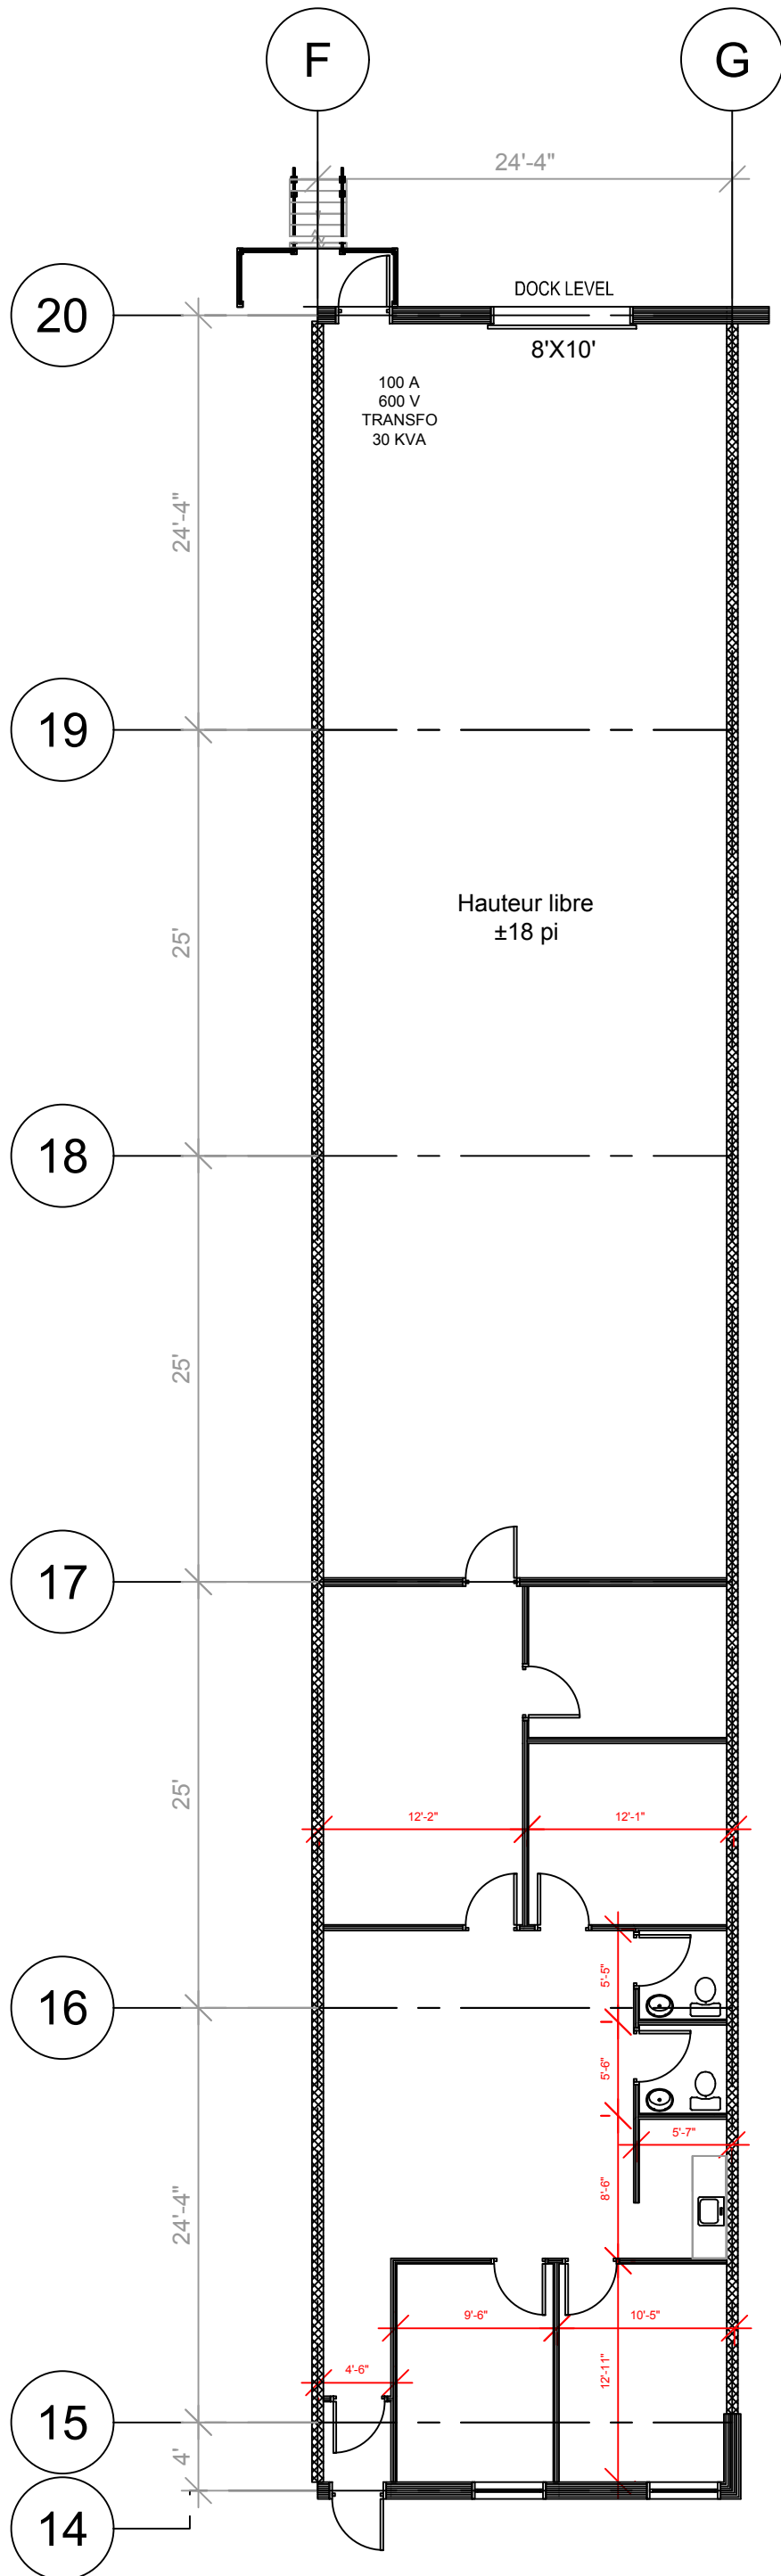 F
G
24'-4"
20
DOCK LEVEL
8'X10'
100 A
600 V
TRANSFO
30 KVA
24'-4"
19
Hauteur libre
±18 pi
25'
18
25'
17
25'
12'-2"
12'-1"
5'-5"
16
5'-6"
5'-7"
8'-6"
24'-4"
9'-6"
10'-5"
12'-11"
4'-6"
15
4'
14